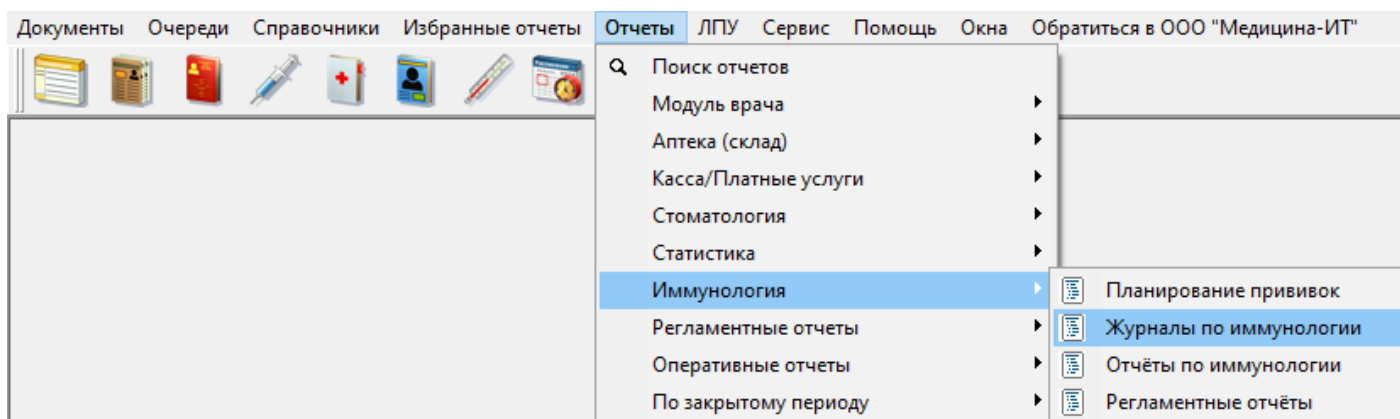 Документы Очереди Справочники Избранные отчеты Отчеты ЛПУ Сервис Помощь Окна Обратиться в ООО "Медицина-ИТ"
Поиск отчетов
Модуль врача
Аптека (склад)
Касса/Платные услуги
Стоматология
Статистика
Иммунология
Регламентные отчеты
Оперативные отчеты
По закрытому периоду
Планирование прививок
Журналы по иммунологии
Отчёты по иммунологии
Регламентные отчёты